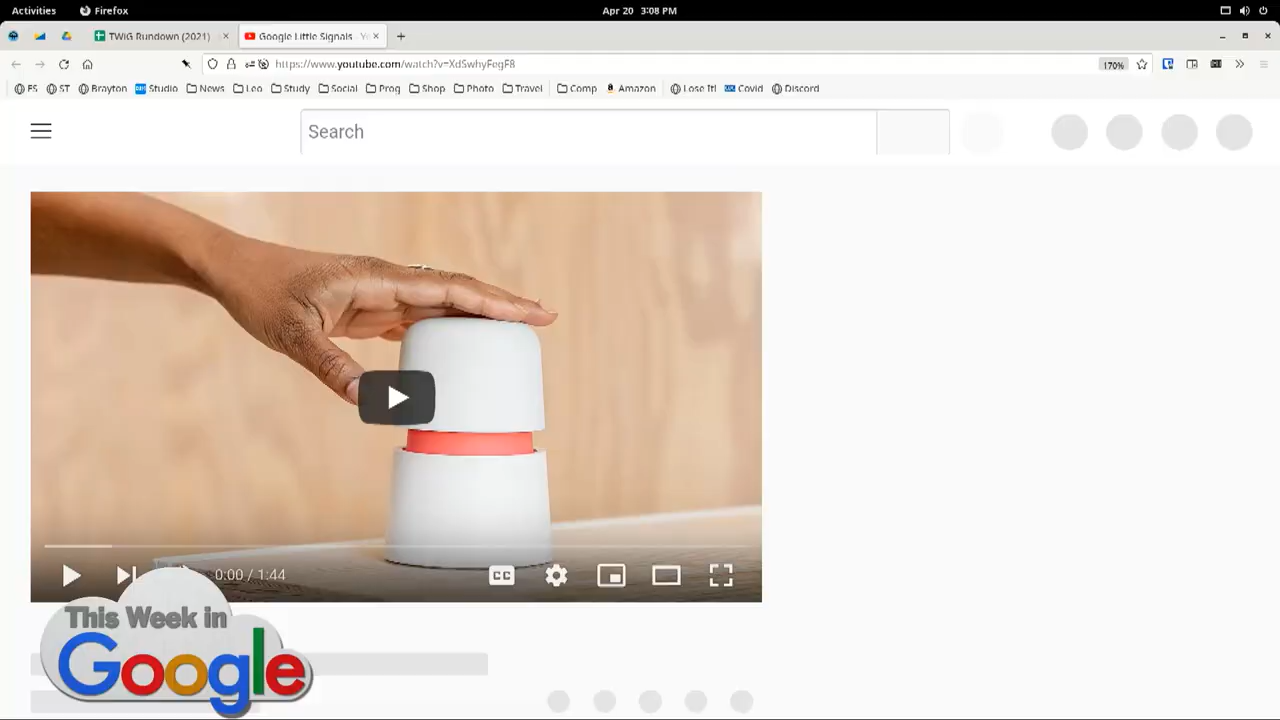 Activities Firefox Apr 20 3:08 PM
TWiG Rundown (2021) Google Little Signals - Yo
https://www.youtube.com/watch?v=XdSwhyFegF8 170%
FS ST Brayton Studio News Leo Study Social Prog Shop Photo Travel Comp Amazon Lose It! Covid Discord
Search
0:00 / 1:44 CC
This Week in
Google